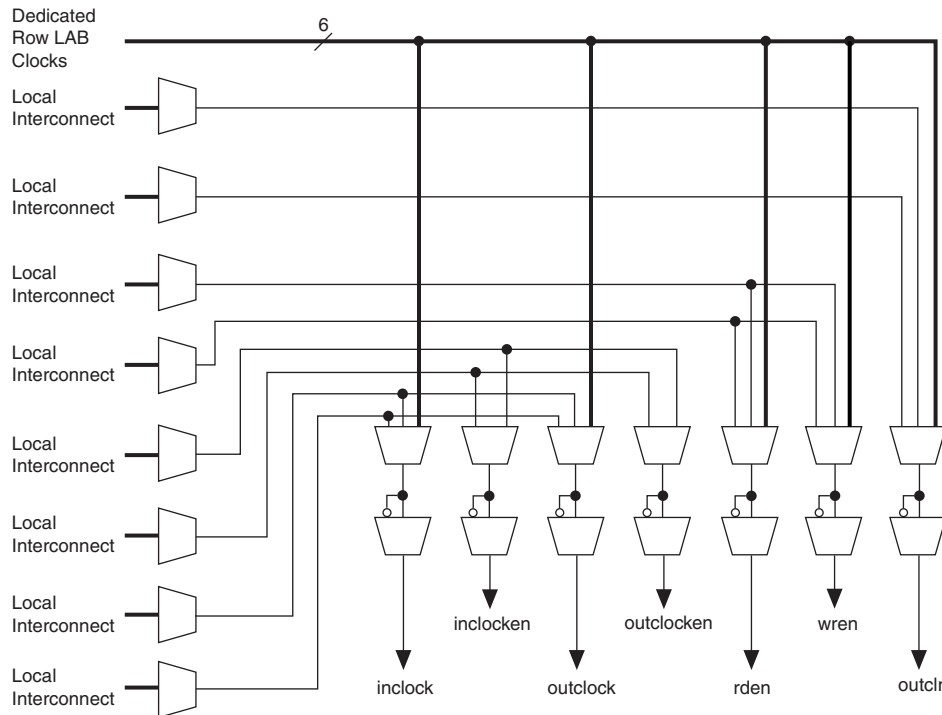 Dedicated
Row LAB
Clocks
6
Local
Interconnect
Local
Interconnect
Local
Interconnect
Local
Interconnect
Local
Interconnect
Local
Interconnect
Local
Interconnect
Local
Interconnect
inclocken
outclocken
wren
inclock
outclock
rden
outclr